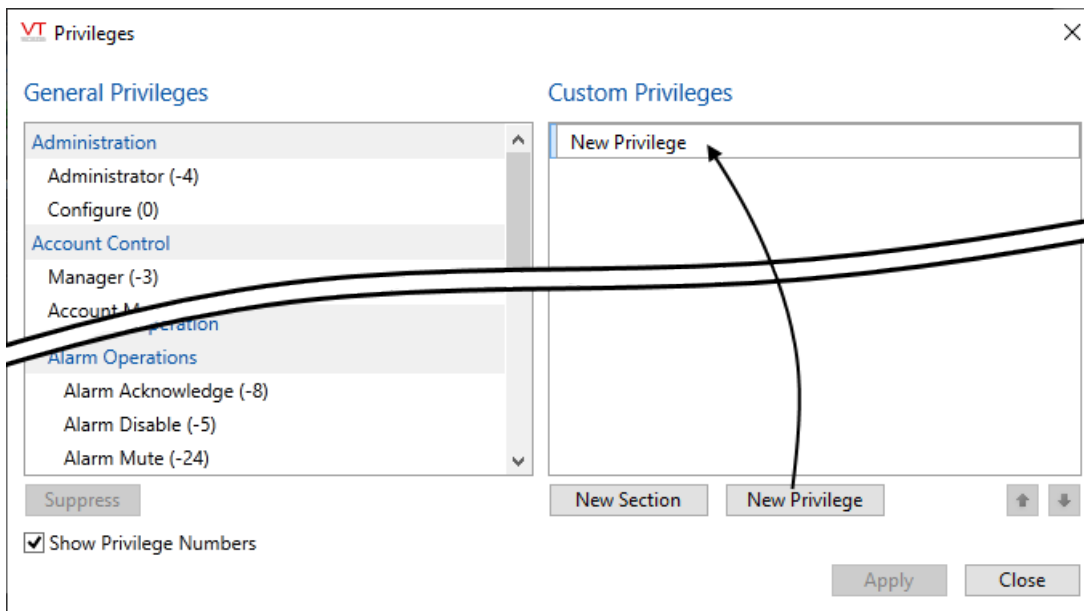 VT Privileges
General Privileges
Administration
Administrator (-4)
Configure (0)
Account Control
Manager (-3)
Account
Alarm Operations
Alarm Acknowledge (-8)
Alarm Disable (-5)
Alarm Mute (-24)
Suppress
Show Privilege Numbers
Custom Privileges
New Privilege
New Section
New Privilege
Apply
Close